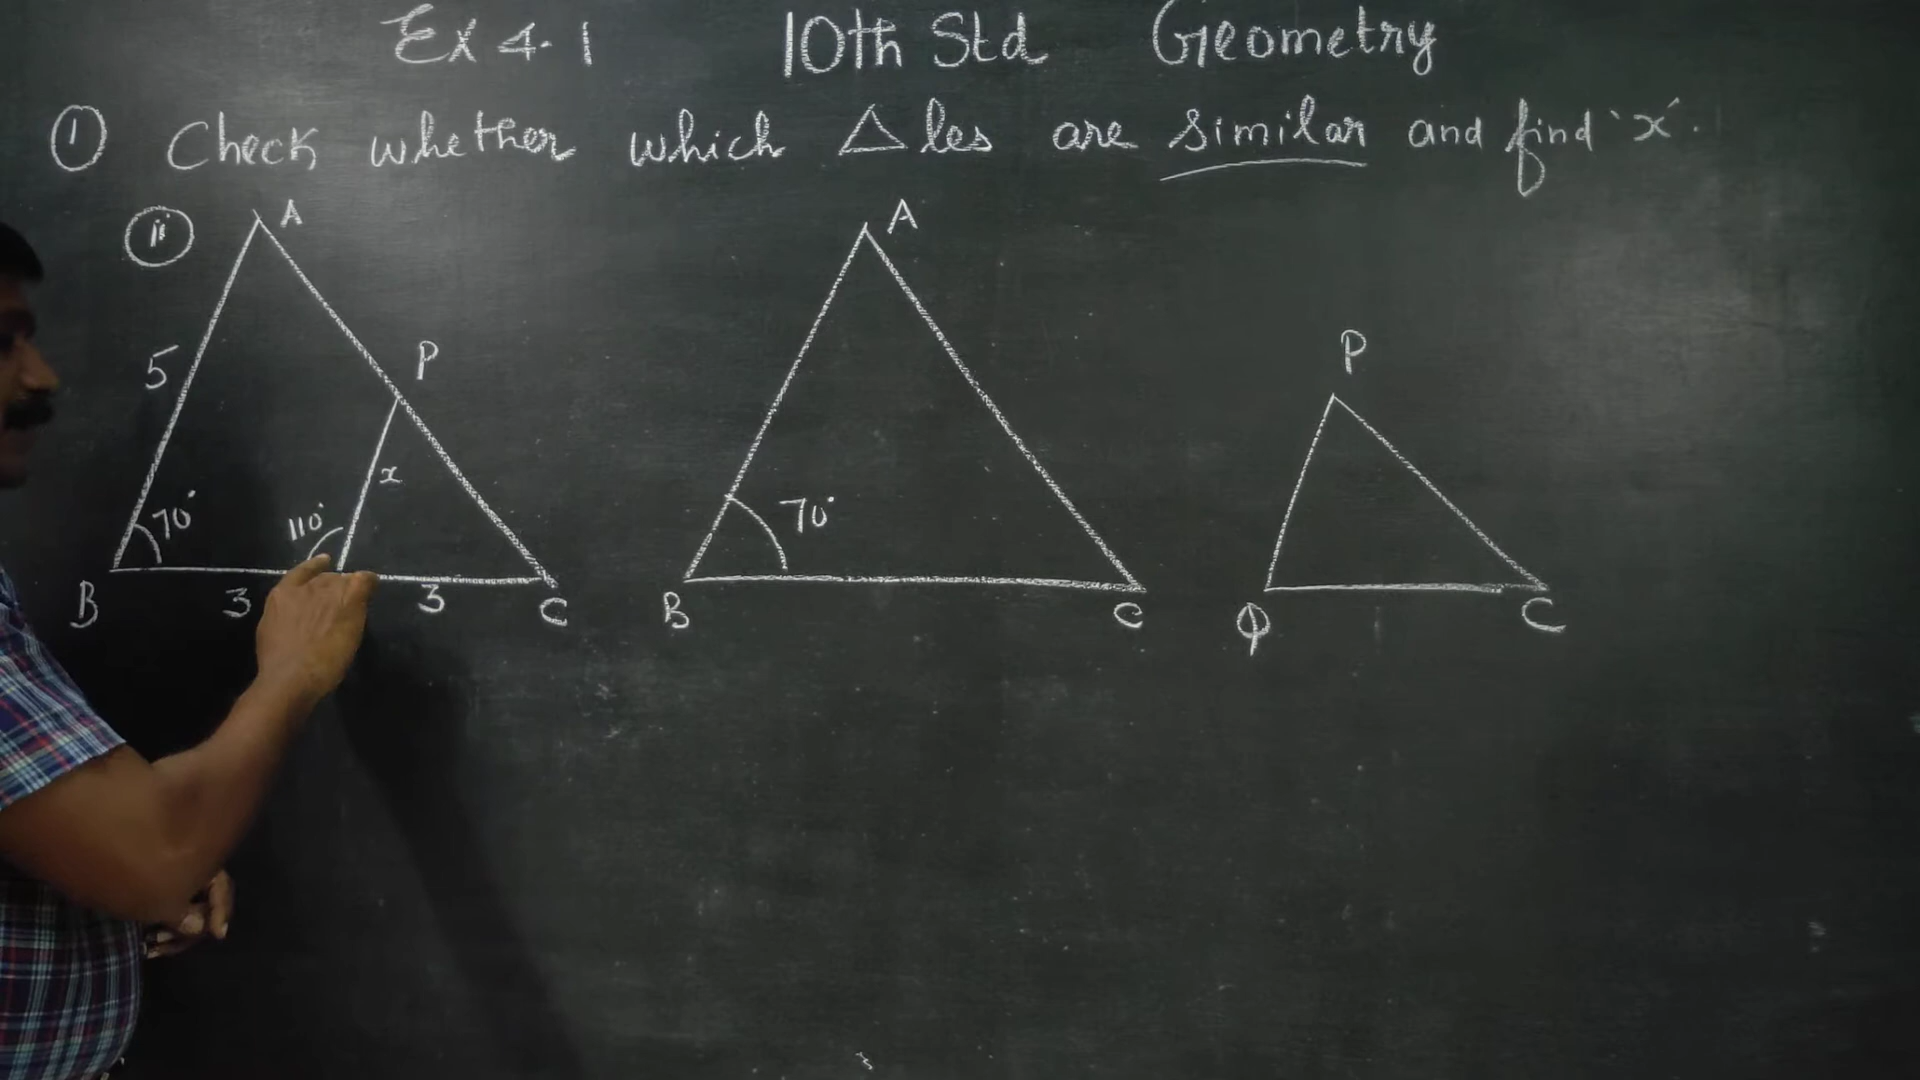 Ex 4.1 10th Std Geometry
① Check whether which △les are similar and find 'x'.
ii
A
A
P
P
5
x
70°
110°
70°
B
3
3
C
B
C
Q
C